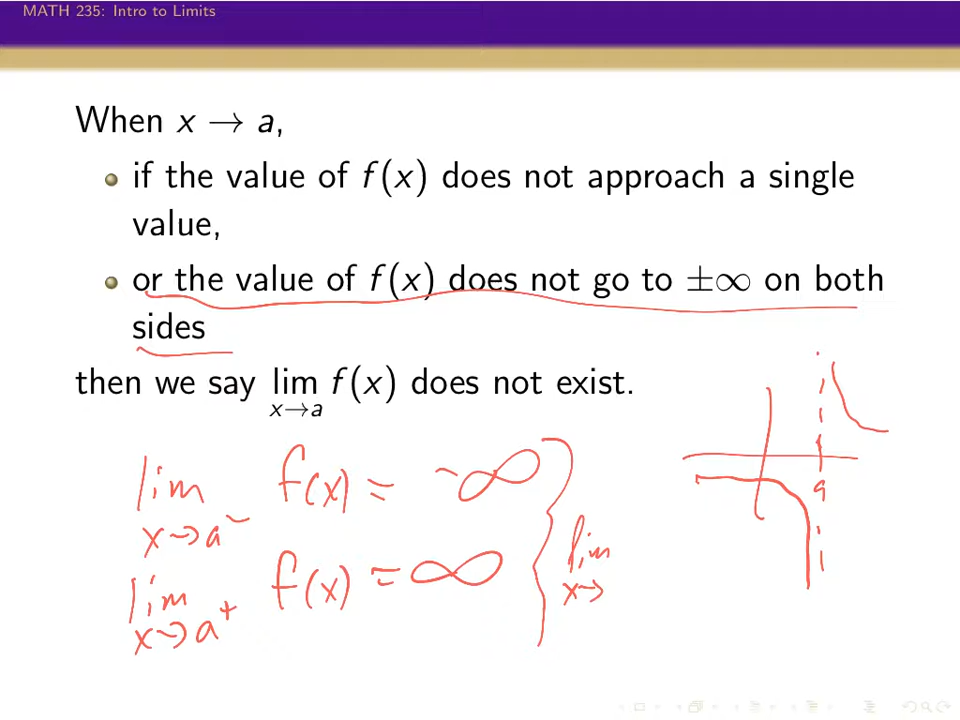 MATH 235: Intro to Limits
When x → a,
if the value of f(x) does not approach a single
value,
or the value of f(x) does not go to ±∞ on both
sides
then we say lim f(x) does not exist.
x→a
lim f(x) = -∞
x→a⁻
lim f(x) = ∞
x→a⁺
lim
x→
a